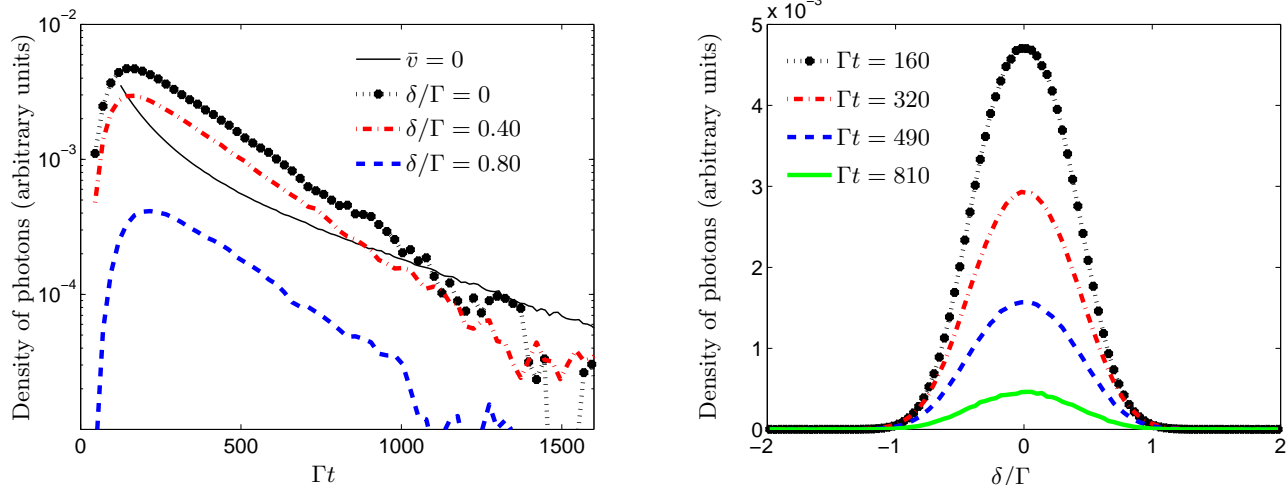 10⁻²
10⁻³
10⁻⁴
0
500
1000
1500
Γt
Density of photons (arbitrary units)
v̄ = 0
δ/Γ = 0
δ/Γ = 0.40
δ/Γ = 0.80
5 x 10⁻³
4
3
2
1
0
−2
−1
0
1
2
δ/Γ
Density of photons (arbitrary units)
Γt = 160
Γt = 320
Γt = 490
Γt = 810